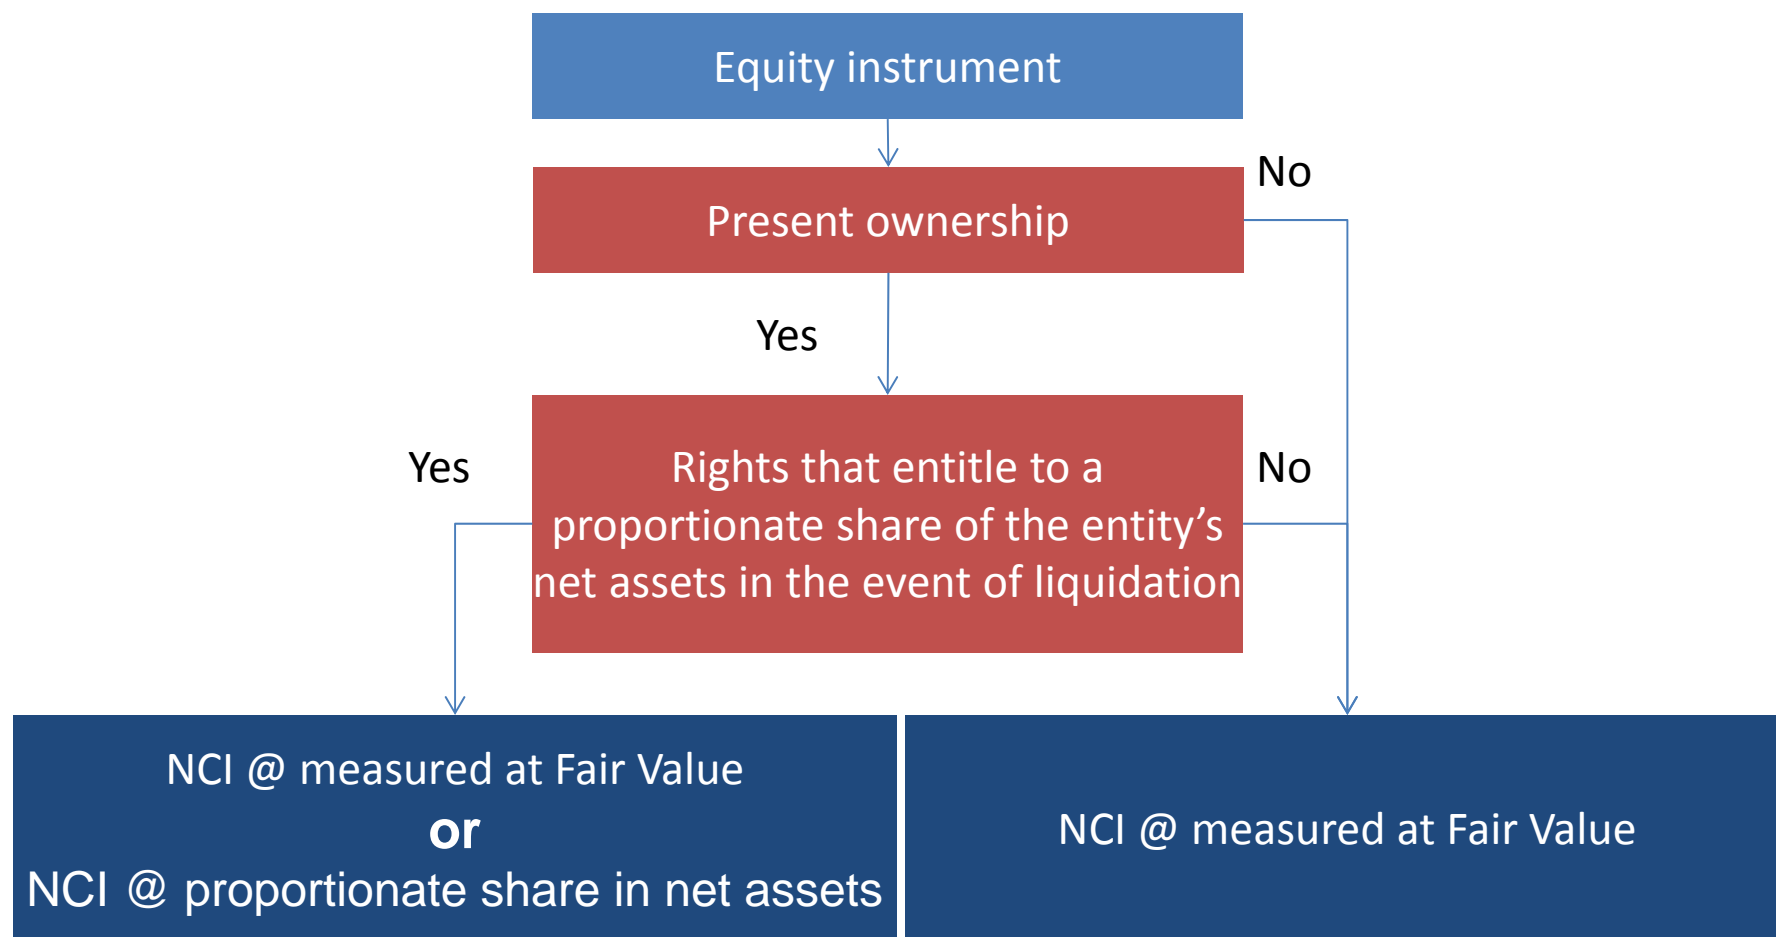 Equity instrument
No
Present ownership
Yes
Yes
Rights that entitle to a
proportionate share of the entity’s
net assets in the event of liquidation
No
NCI @ measured at Fair Value
or
NCI @ proportionate share in net assets
NCI @ measured at Fair Value